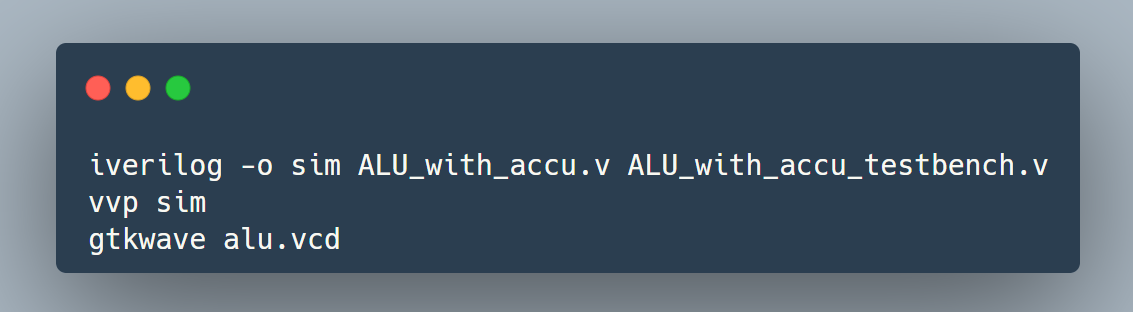 iverilog -o sim ALU_with_accu.v ALU_with_accu_testbench.v
vvp sim
gtkwave alu.vcd